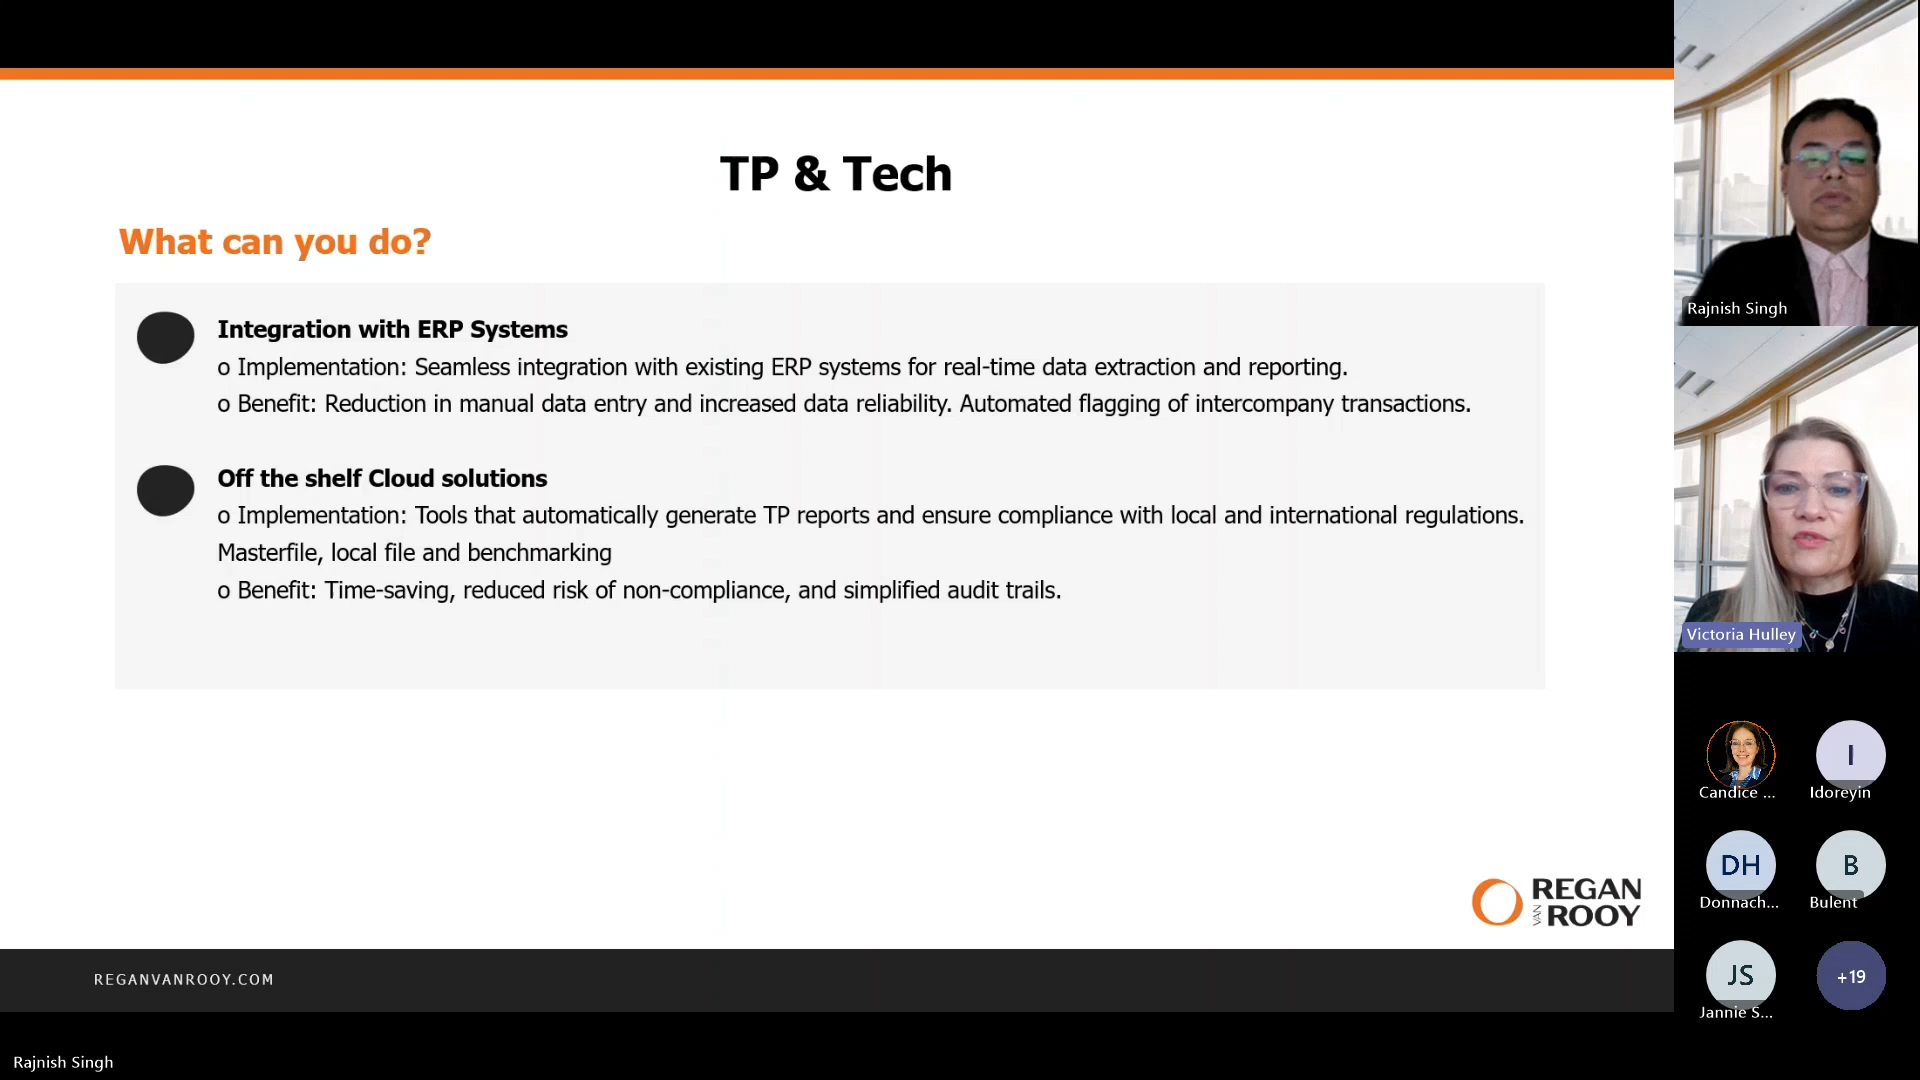 TP & Tech
What can you do?
Integration with ERP Systems
o Implementation: Seamless integration with existing ERP systems for real-time data extraction and reporting.
o Benefit: Reduction in manual data entry and increased data reliability. Automated flagging of intercompany transactions.
Off the shelf Cloud solutions
o Implementation: Tools that automatically generate TP reports and ensure compliance with local and international regulations.
Masterfile, local file and benchmarking
o Benefit: Time-saving, reduced risk of non-compliance, and simplified audit trails.
REGAN
VAN ROOY
REGANVANROOY.COM
Rajnish Singh
Rajnish Singh
Victoria Hulley
Candice ...
I
Idoreyin
DH
Donnach...
B
Bulent
JS
Jannie S...
+19